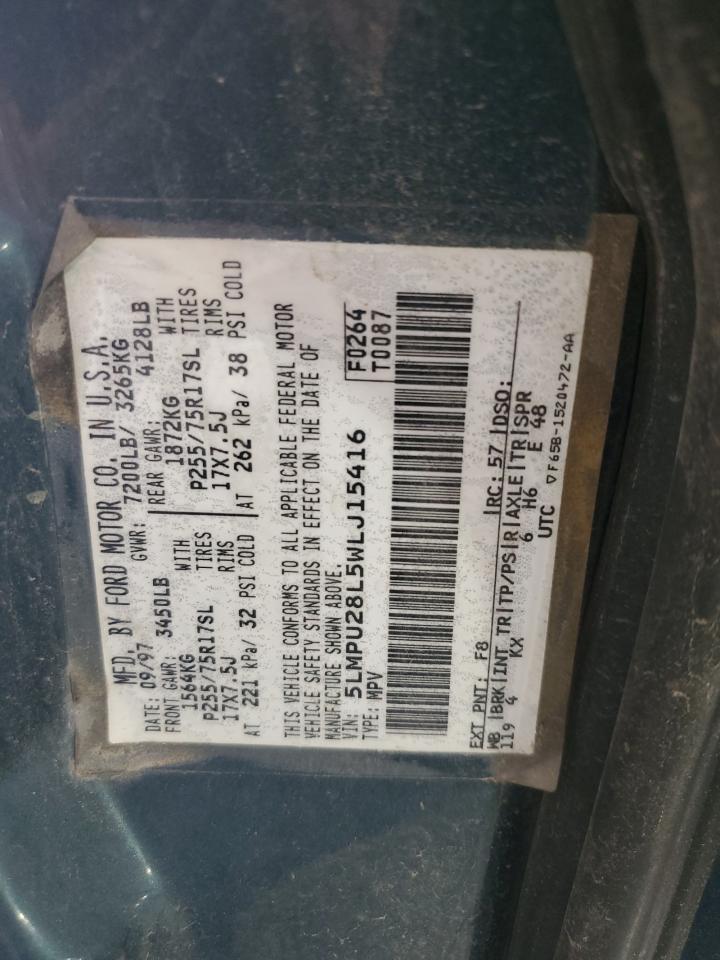 MFD. BY FORD MOTOR CO. IN U.S.A.
DATE: 09/97 GVWR: 7200LB/ 3265KG
FRONT GAWR: 3450LB REAR GAWR: 4128LB
1564KG WITH 1872KG WITH
P255/75R17SL TIRES P255/75R17SL TIRES
17X7.5J RIMS 17X7.5J RIMS
AT 221 kPa/ 32 PSI COLD AT 262 kPa/ 38 PSI COLD
THIS VEHICLE CONFORMS TO ALL APPLICABLE FEDERAL MOTOR
VEHICLE SAFETY STANDARDS IN EFFECT ON THE DATE OF
MANUFACTURE SHOWN ABOVE.
VIN: 5LMPU28L5WLJ15416 F0264
TYPE: MPV T0087
EXT PNT: F8 RC: 57 DSO:
WB BRK INT TR TP/PS R AXLE TR SPR
119 4 KX 6 H6 E 48
UTC
▽F65B-1520472-AA